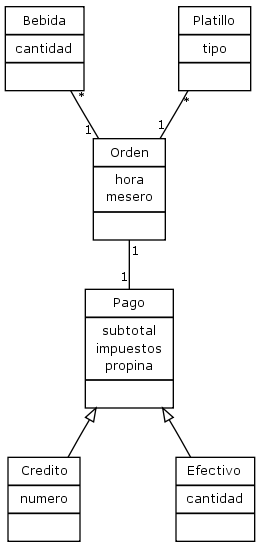 Bebida
cantidad
Platillo
tipo
*
1
*
1
Orden
hora
mesero
1
1
Pago
subtotal
impuestos
propina
Credito
numero
Efectivo
cantidad